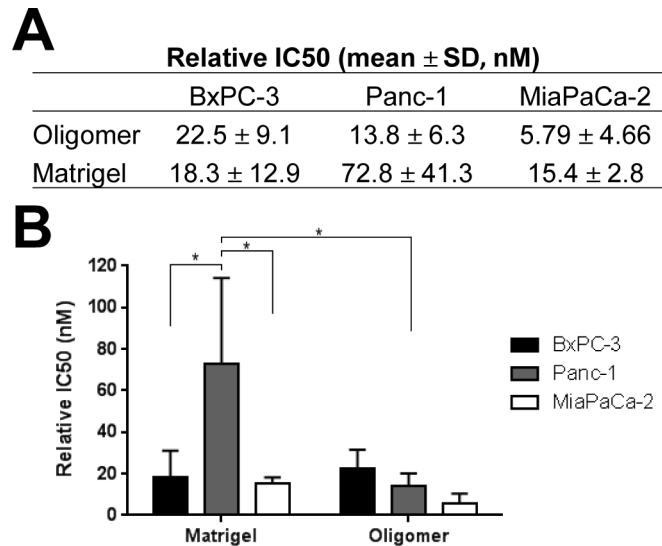 A
Relative IC50 (mean ± SD, nM)
BxPC-3 Panc-1 MiaPaCa-2
Oligomer 22.5 ± 9.1 13.8 ± 6.3 5.79 ± 4.66
Matrigel 18.3 ± 12.9 72.8 ± 41.3 15.4 ± 2.8
B
*
* *
120
100
80
60
40
20
0
Relative IC50 (nM)
Matrigel Oligomer
BxPC-3
Panc-1
MiaPaCa-2